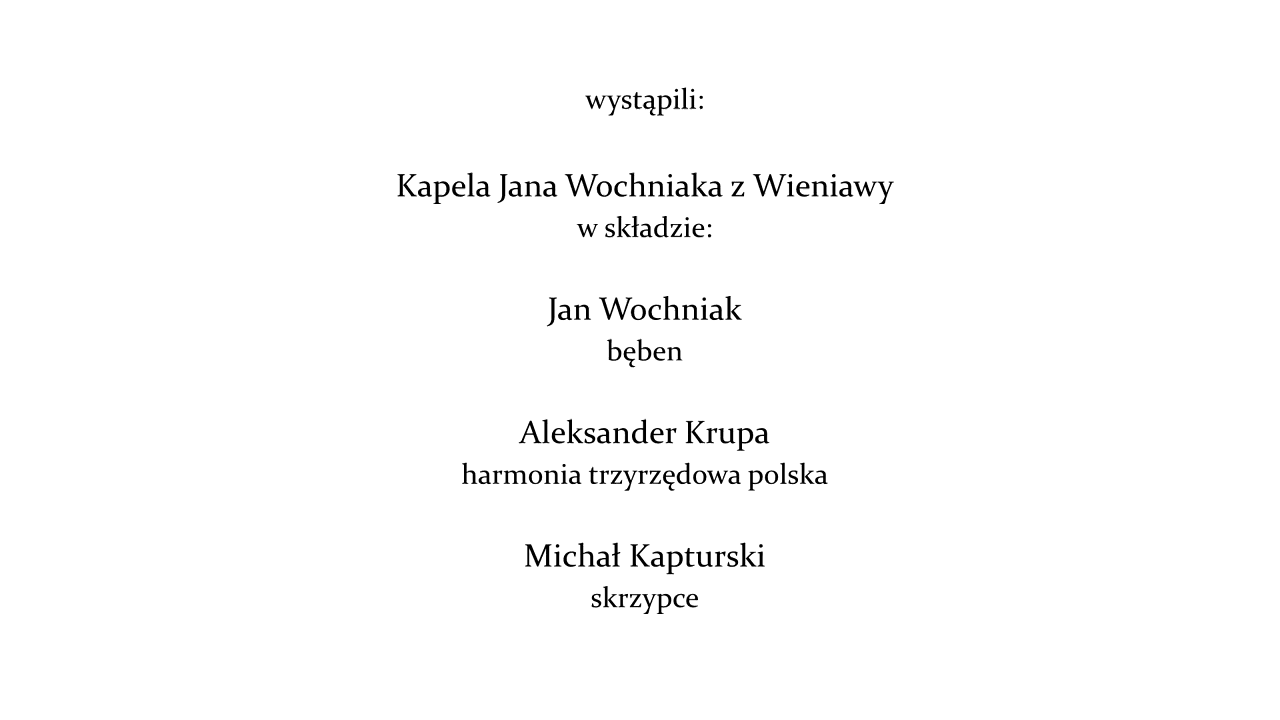 wystąpili:
Kapela Jana Wochniaka z Wieniawy
w składzie:
Jan Wochniak
bęben
Aleksander Krupa
harmonia trzyrzędowa polska
Michał Kapturski
skrzypce